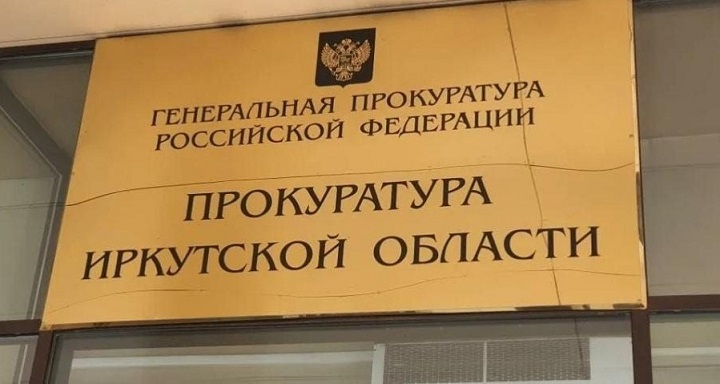 ГЕНЕРАЛЬНАЯ ПРОКУРАТУРА
РОССИЙСКОЙ ФЕДЕРАЦИИ
ПРОКУРАТУРА
ИРКУТСКОЙ ОБЛАСТИ